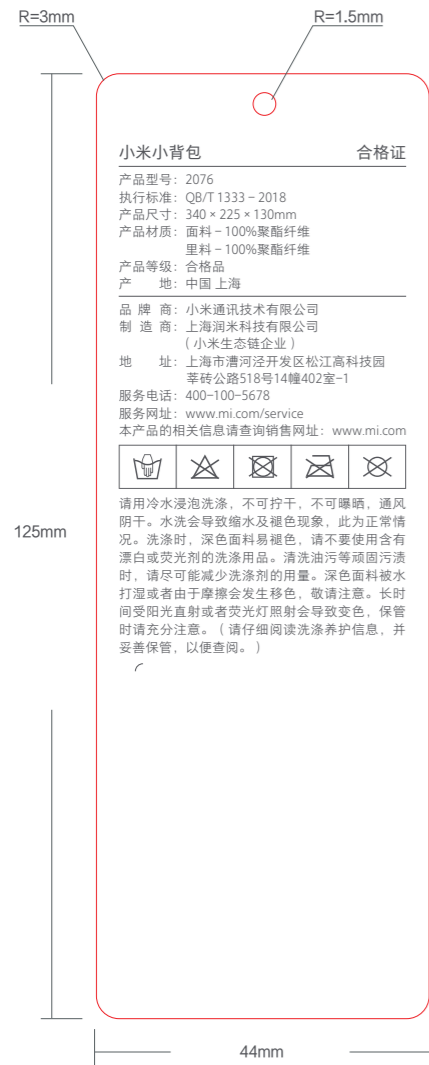 R=3mm
R=1.5mm
小米小背包 合格证
产品型号：2076
执行标准：QB/T 1333－2018
产品尺寸：340 × 225 × 130mm
产品材质：面料－100%聚酯纤维
里料－100%聚酯纤维
产品等级：合格品
产 地：中国 上海
品 牌 商：小米通讯技术有限公司
制 造 商：上海润米科技有限公司
（小米生态链企业）
地 址：上海市漕河泾开发区松江高科技园
莘砖公路518号14幢402室-1
服务电话：400-100-5678
服务网址：www.mi.com/service
本产品的相关信息请查询销售网址：www.mi.com
请用冷水浸泡洗涤，不可拧干，不可曝晒，通风
阴干。水洗会导致缩水及褪色现象，此为正常情
况。洗涤时，深色面料易褪色，请不要使用含有
漂白或荧光剂的洗涤用品。清洗油污等顽固污渍
时，请尽可能减少洗涤剂的用量。深色面料被水
打湿或者由于摩擦会发生移色，敬请注意。长时
间受阳光直射或者荧光灯照射会导致变色，保管
时请充分注意。（请仔细阅读洗涤养护信息，并
妥善保管，以便查阅。）
125mm
44mm